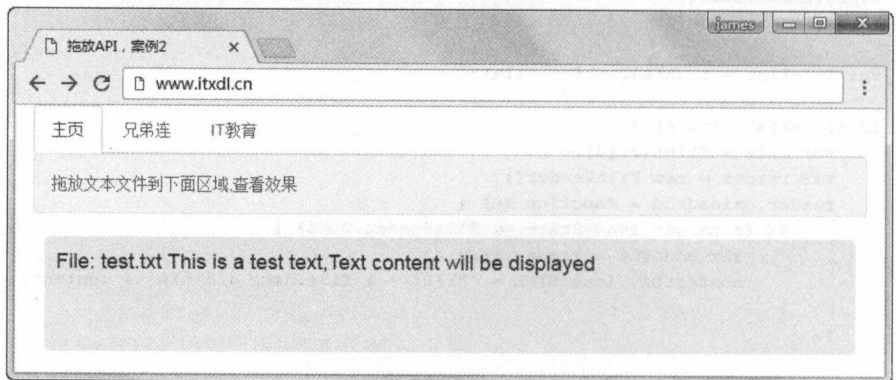 james
拖放API，案例2
www.itxdl.cn
主页 兄弟连 IT教育
拖放文本文件到下面区域,查看效果
File: test.txt This is a test text,Text content will be displayed